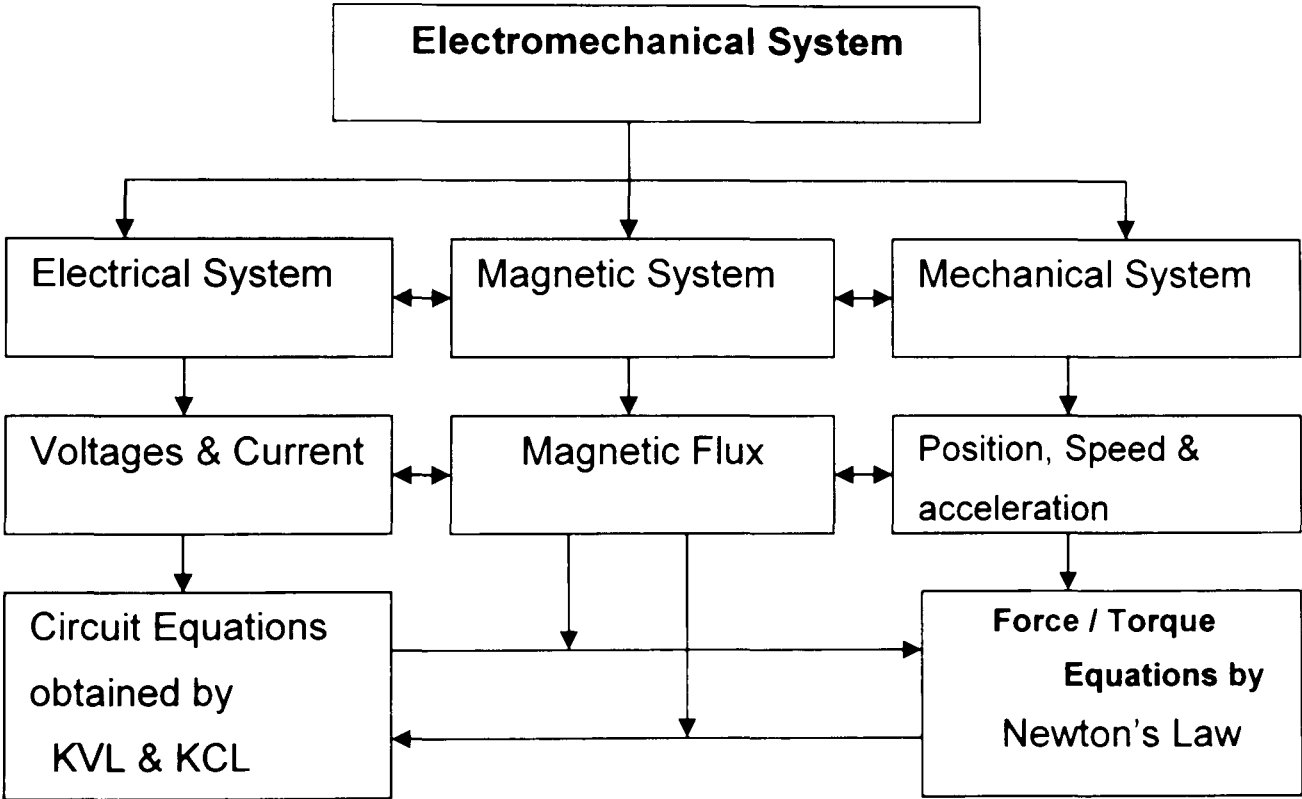 Electromechanical System
Electrical System
Magnetic System
Mechanical System
Voltages & Current
Magnetic Flux
Position, Speed &
acceleration
Circuit Equations
obtained by
KVL & KCL
Force / Torque
Equations by
Newton's Law